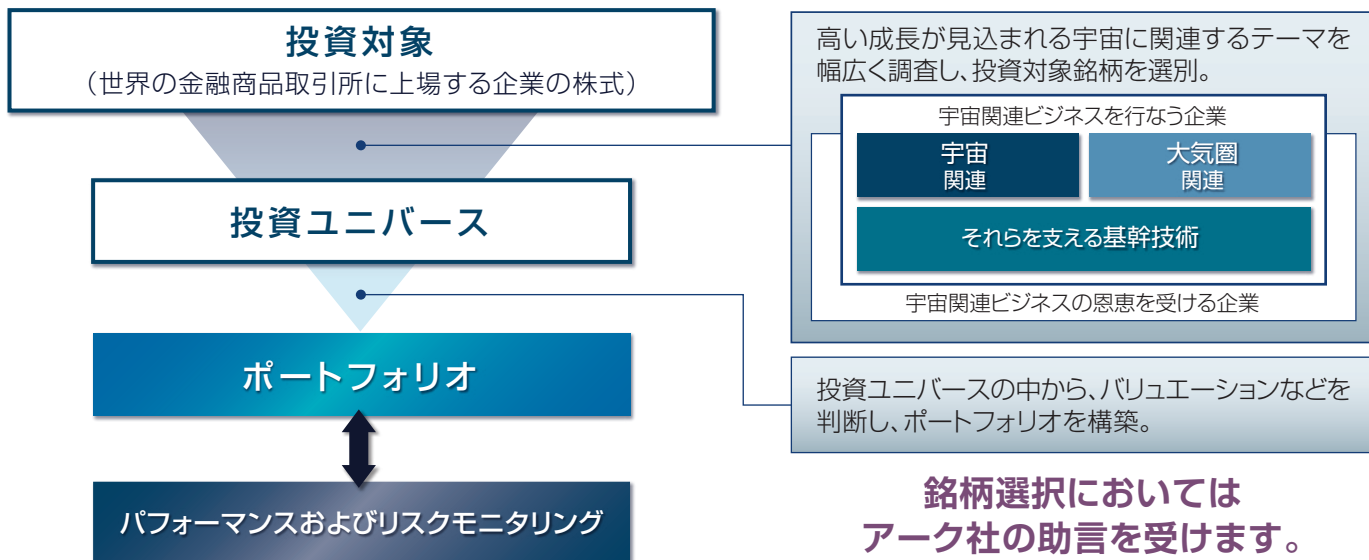 投資対象
（世界の金融商品取引所に上場する企業の株式）
投資ユニバース
ポートフォリオ
パフォーマンスおよびリスクモニタリング
高い成長が見込まれる宇宙に関連するテーマを
幅広く調査し、投資対象銘柄を選別。
宇宙関連ビジネスを行なう企業
宇宙
関連
大気圏
関連
それらを支える基幹技術
宇宙関連ビジネスの恩恵を受ける企業
投資ユニバースの中から、バリュエーションなどを
判断し、ポートフォリオを構築。
銘柄選択においては
アーク社の助言を受けます。